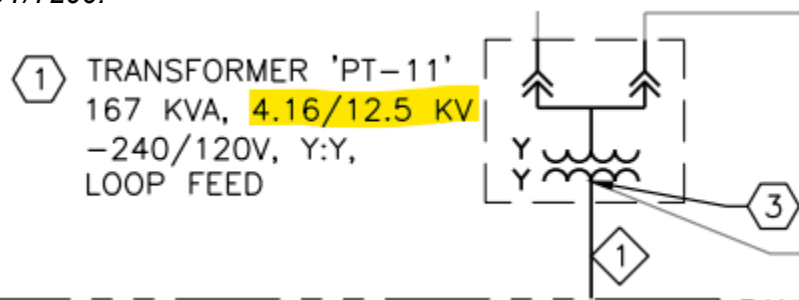 1
TRANSFORMER 'PT-11'
167 KVA, 4.16/12.5 KV
-240/120V, Y:Y,
LOOP FEED
Y
Y
3
1